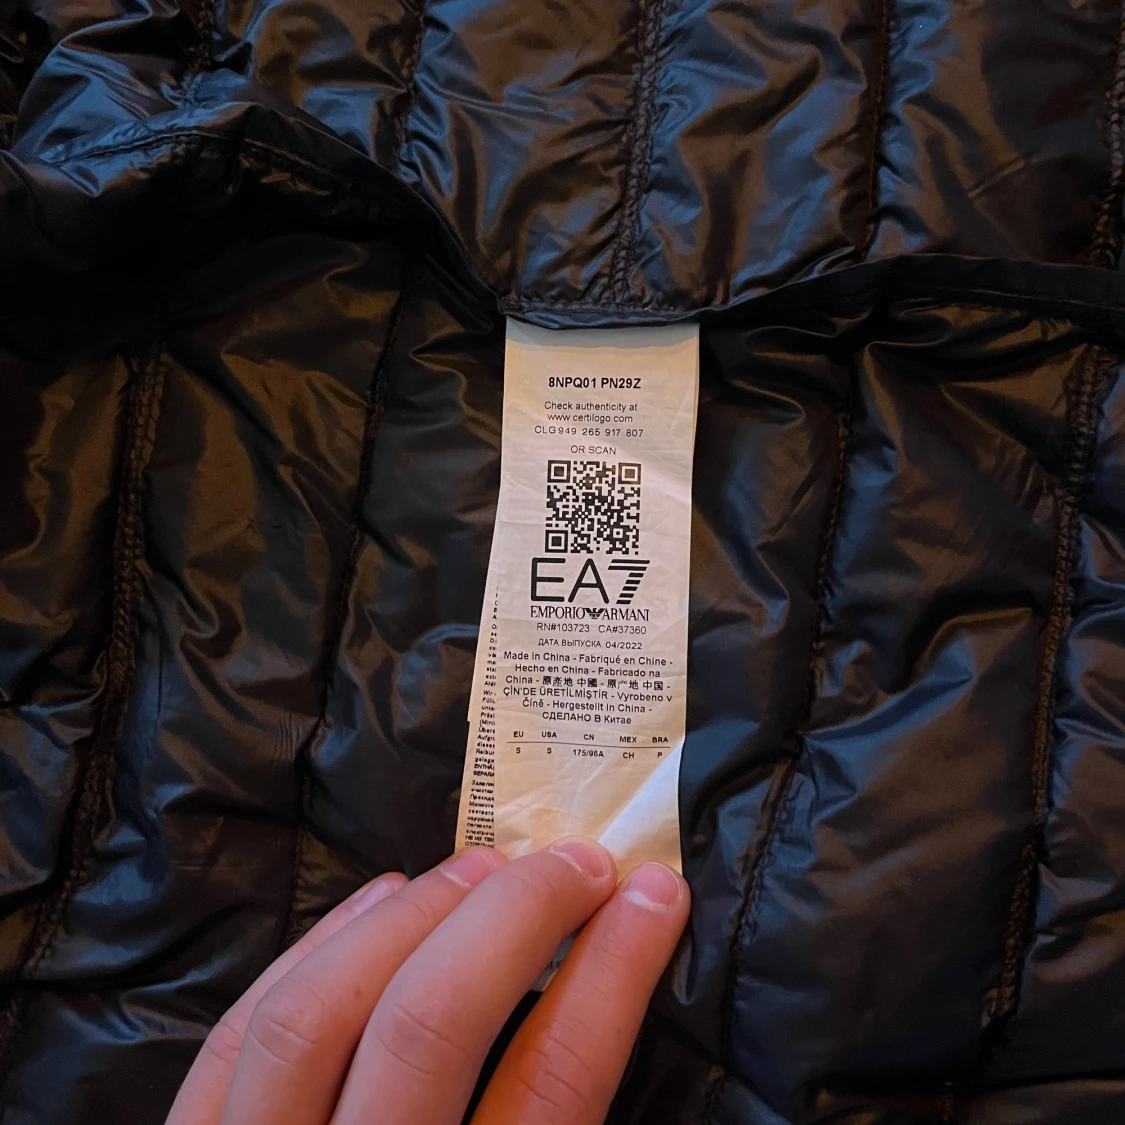 8NPQ01 PN29Z
Check authenticity at
www.certilogo.com
CLG 949 265 917 807
OR SCAN
EA7
EMPORIO ARMANI
RN#103723 CA#37360
ДАТА ВЫПУСКА 04/2022
Made in China - Fabriqué en Chine -
Hecho en China - Fabricado na
China - 原產地 中國 - 原产地 中国 -
ÇİN'DE ÜRETİLMİŞTİR - Vyrobeno v
Číně - Hergestellt in China -
СДЕЛАНО В Китае
EU USA CN MEX BRA
S S 175/96A CH P